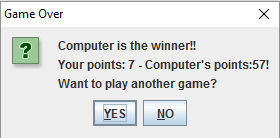 Game Over
Computer is the winner!!
Your points: 7 - Computer's points:57!
Want to play another game?
YES NO